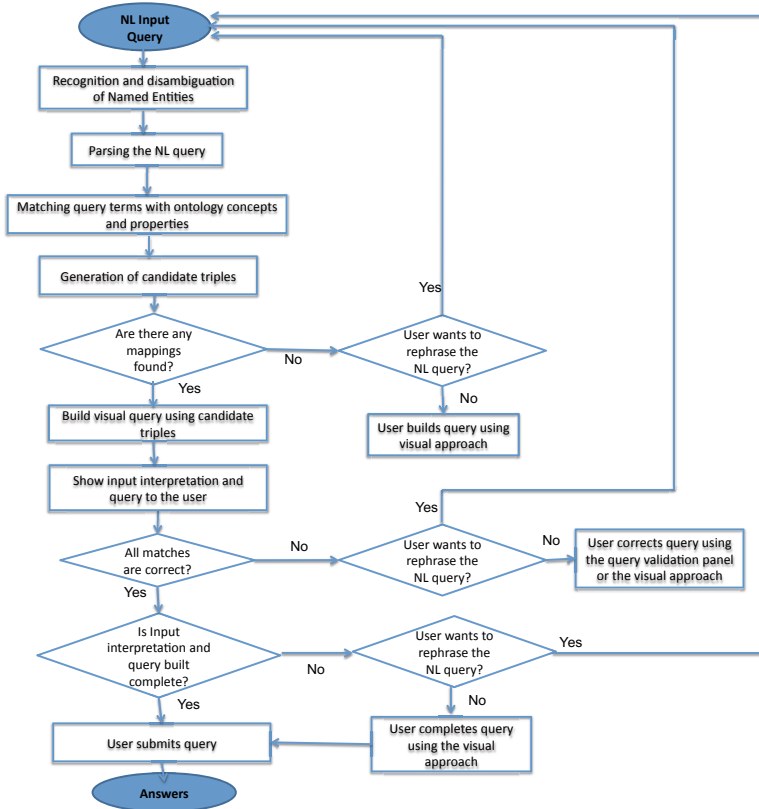 NL Input
Query
Recognition and disambiguation
of Named Entities
Parsing the NL query
Matching query terms with ontology concepts
and properties
Generation of candidate triples
Yes
Are there any
mappings
found?
No
User wants to
rephrase the
NL query?
Yes
No
Build visual query using candidate
triples
User builds query using
visual approach
Show input interpretation and
query to the user
Yes
All matches
are correct?
No
User wants to
rephrase the
NL query?
No
User corrects query using
the query validation panel
or the visual approach
Yes
Is Input
interpretation and
query built
complete?
No
User wants to
rephrase the
NL query?
Yes
Yes
No
User submits query
User completes query
using the visual
approach
Answers